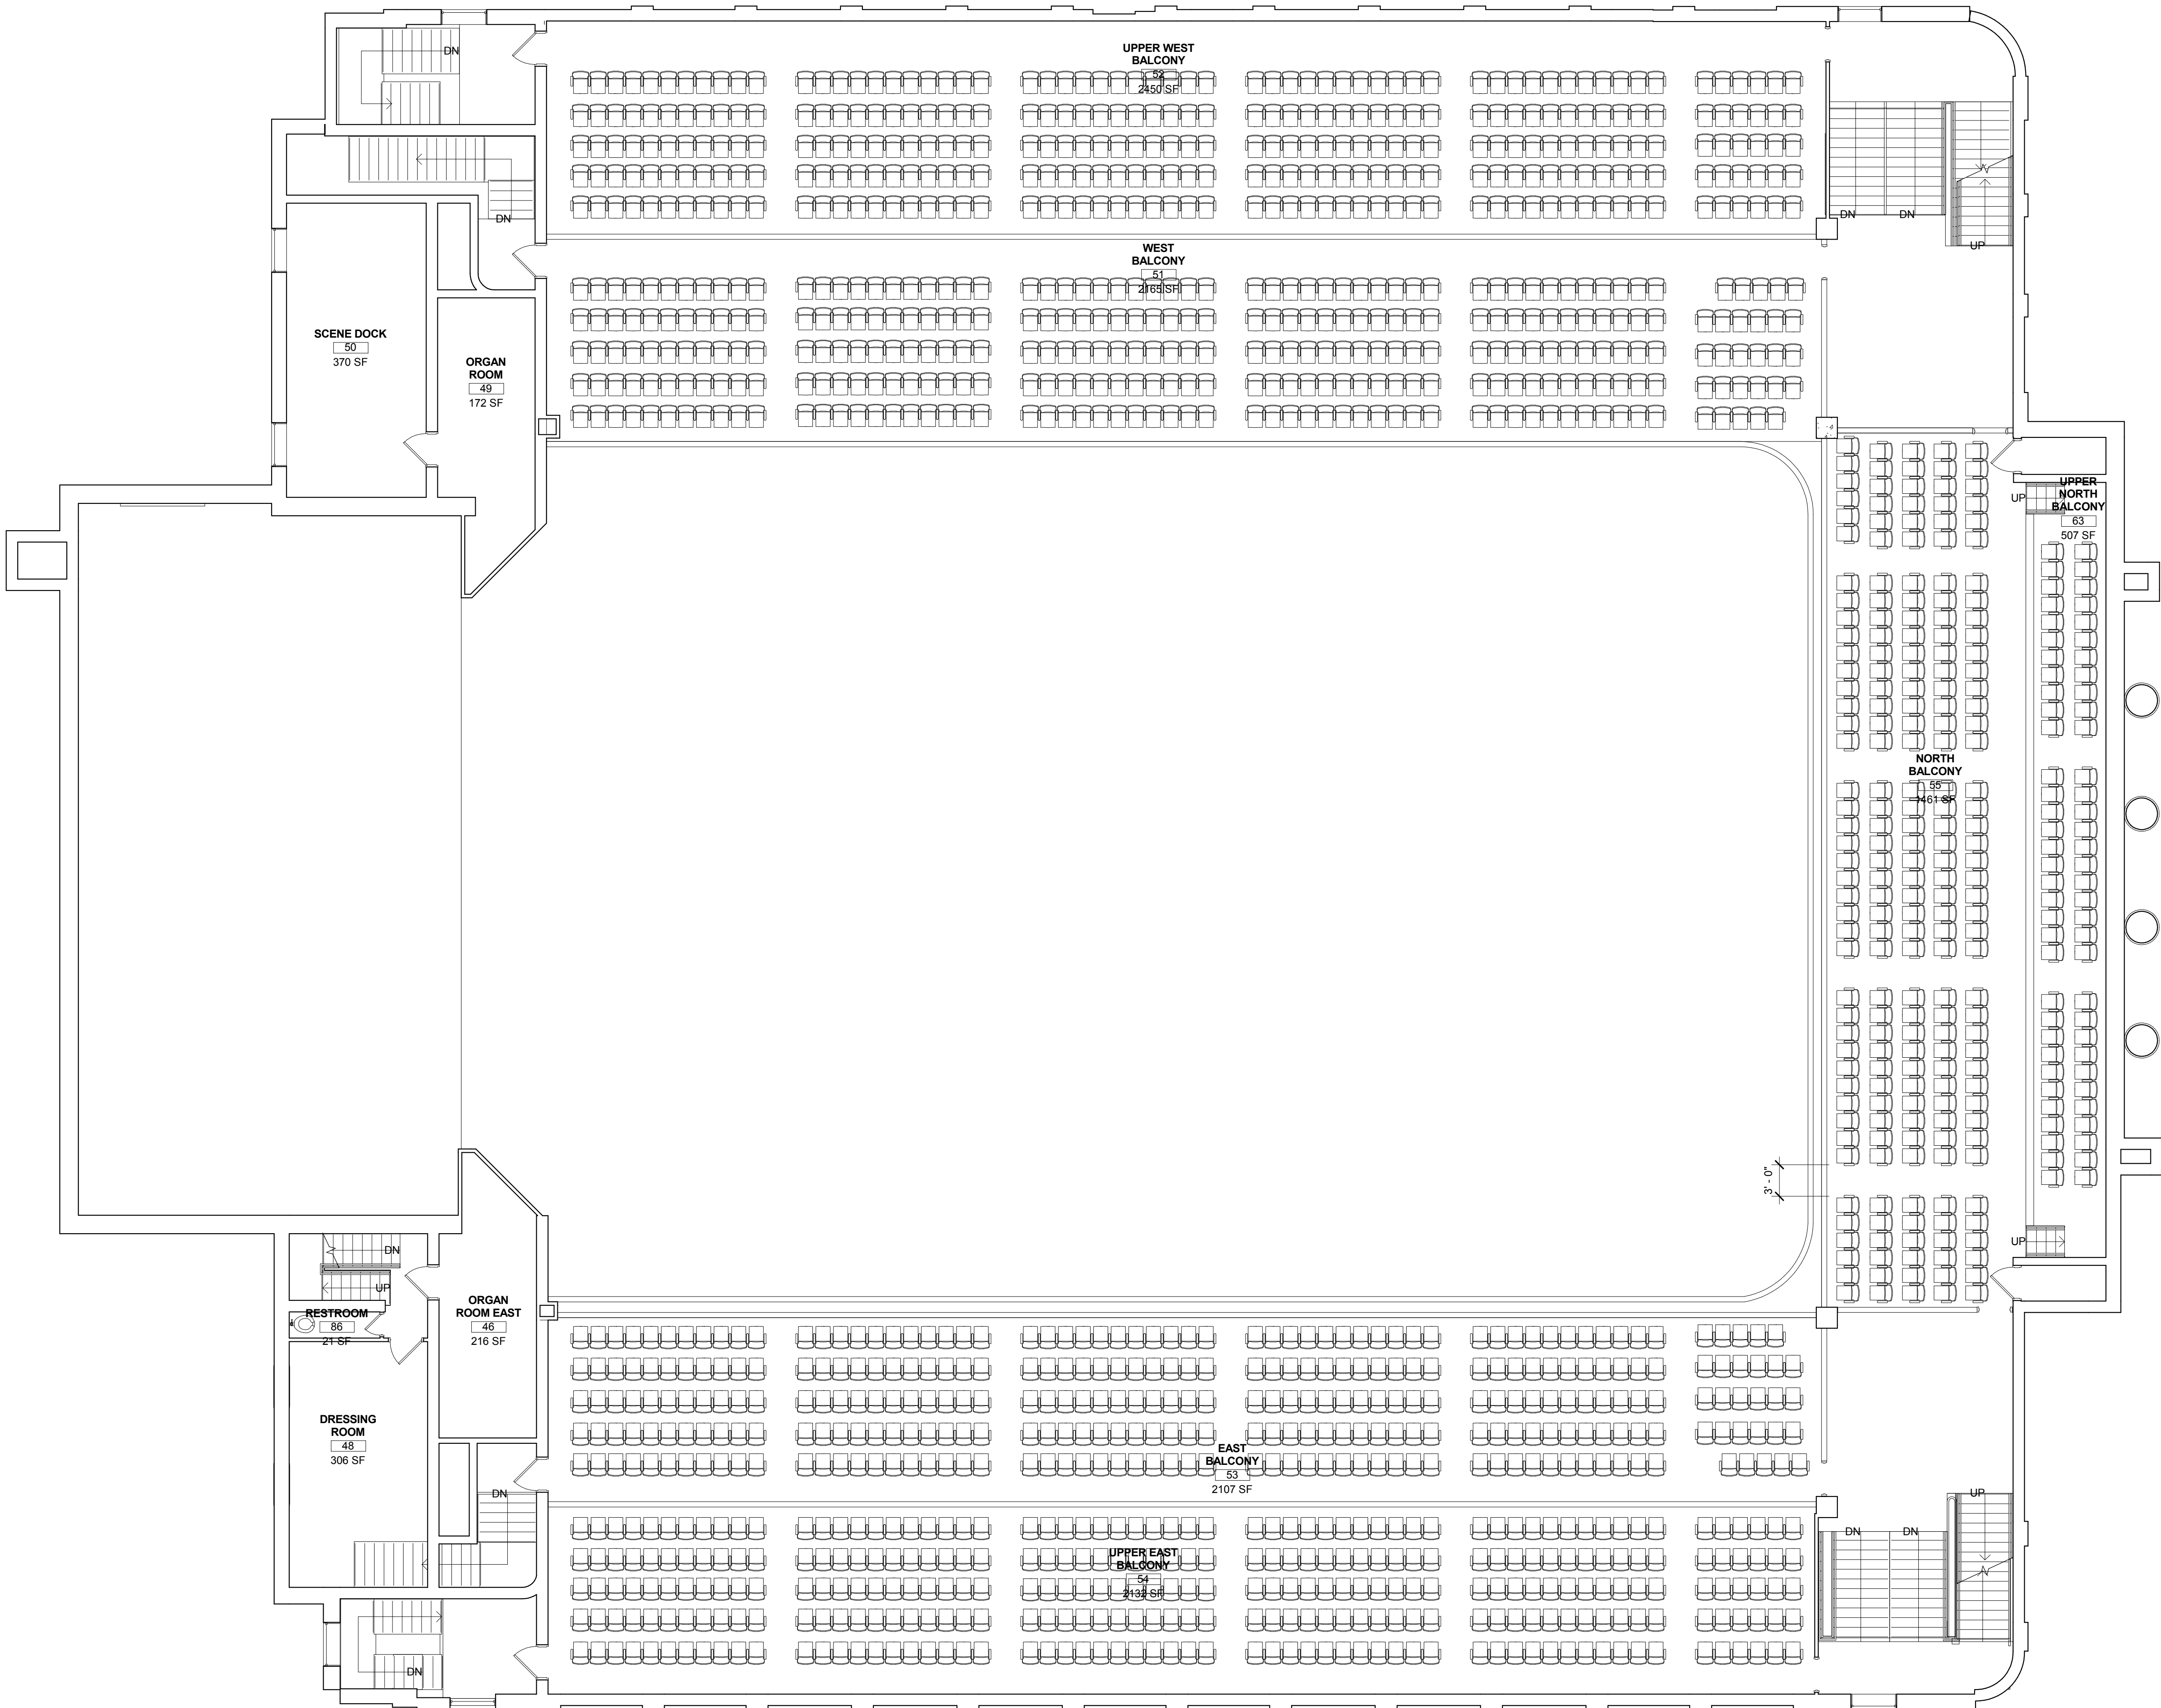 DN
UPPER WEST
BALCONY
52
2450 SF
DN
DN
DN
UP
WEST
BALCONY
51
2165 SF
SCENE DOCK
50
370 SF
ORGAN
ROOM
49
172 SF
UP
UPPER
NORTH
BALCONY
63
507 SF
NORTH
BALCONY
55
1461 SF
3' - 0"
DN
UP
UP
RESTROOM
86
21 SF
ORGAN
ROOM EAST
46
216 SF
DRESSING
ROOM
48
306 SF
EAST
BALCONY
53
2107 SF
DN
UP
DN
DN
UPPER EAST
BALCONY
54
2132 SF
DN